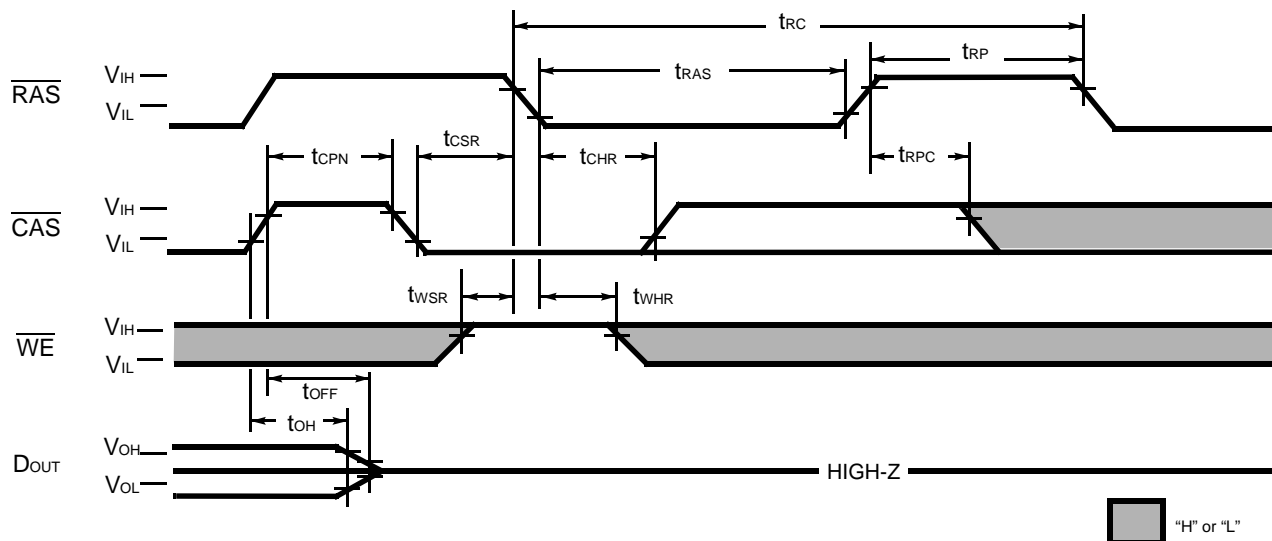 tRC
tRAS
tRP
RAS
VIH
VIL
tCPN
tCSR
tCHR
tRPC
CAS
VIH
VIL
tWSR
tWHR
WE
VIH
VIL
tOFF
tOH
DOUT
VOH
VOL
HIGH-Z
“H” or “L”